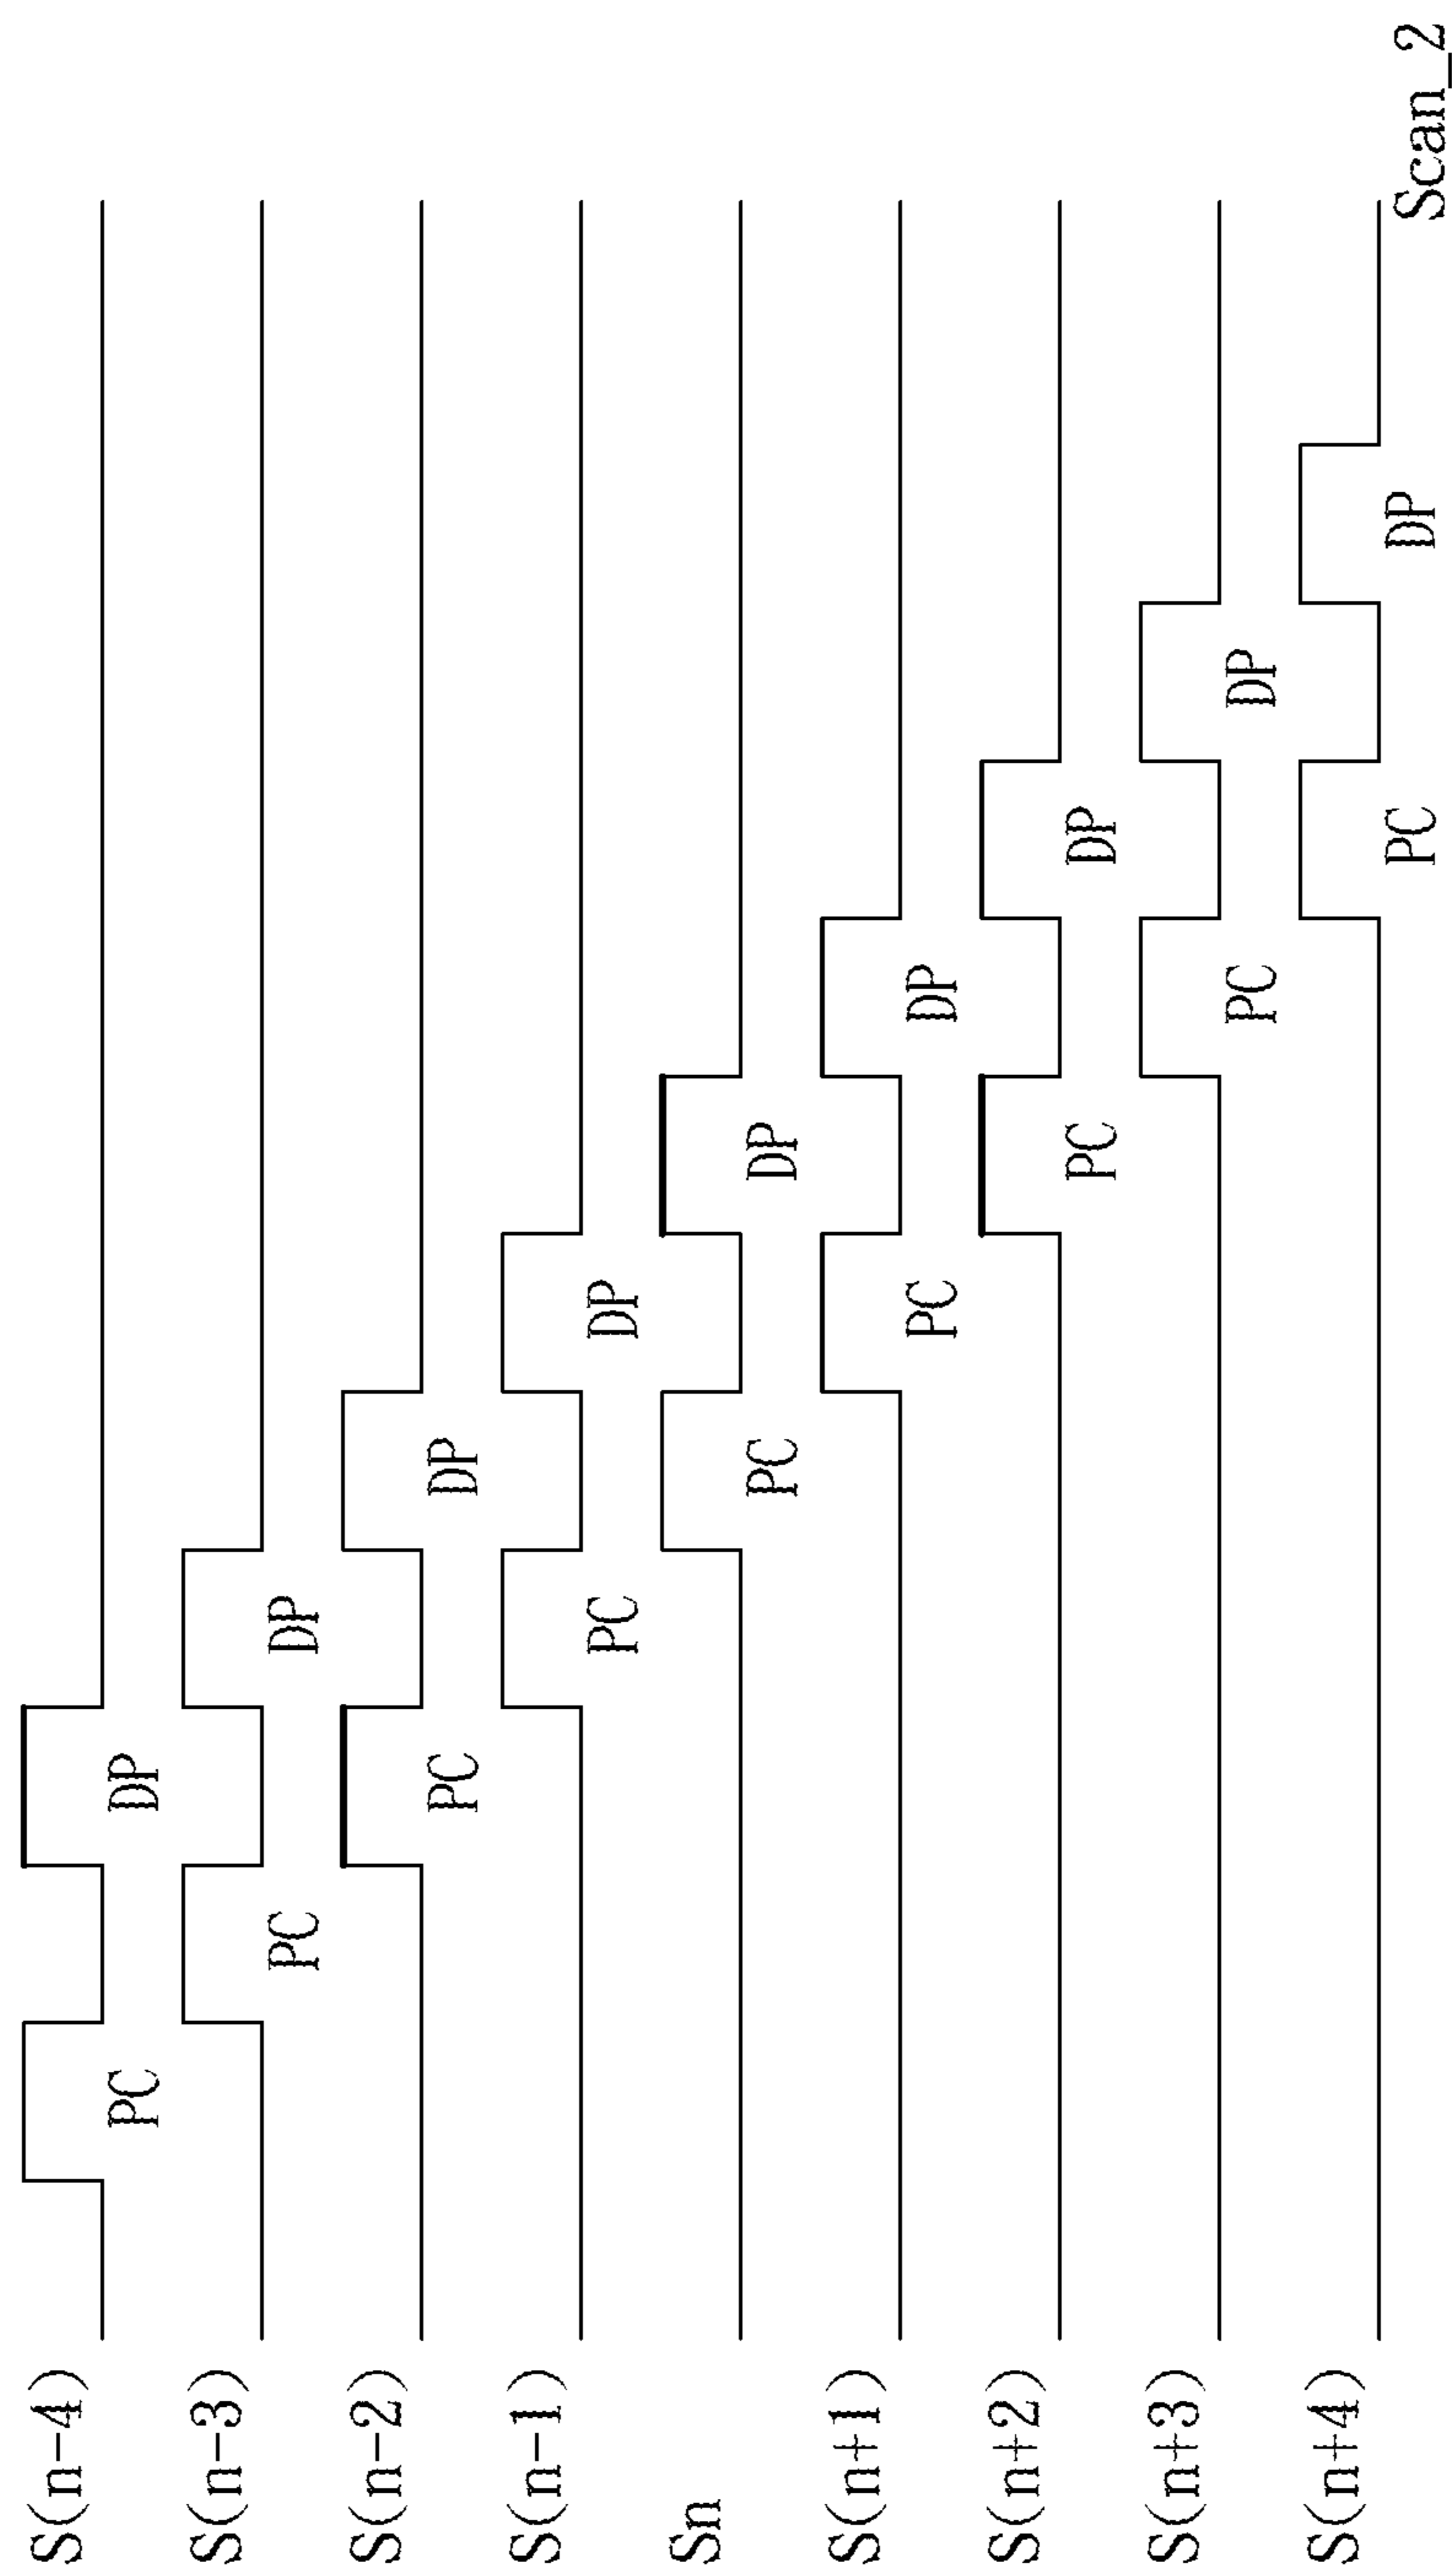 S(n-4)
PC
DP
S(n-3)
PC
DP
S(n-2)
PC
DP
S(n-1)
PC
DP
Sn
PC
DP
S(n+1)
PC
DP
S(n+2)
PC
DP
S(n+3)
PC
DP
S(n+4)
PC
DP
Scan_2